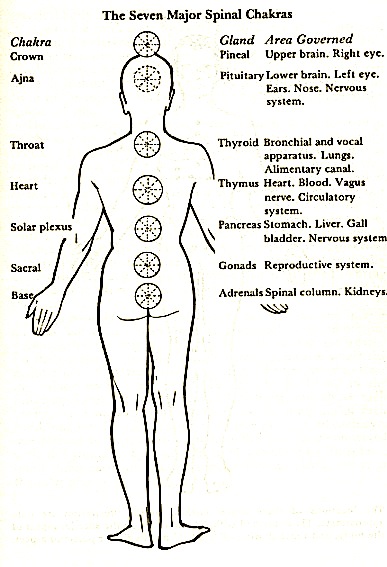 The Seven Major Spinal Chakras
Chakra Gland Area Governed
Crown Pineal Upper brain. Right eye.
Ajna Pituitary Lower brain. Left eye.
Ears. Nose. Nervous
system.
Throat Thyroid Bronchial and vocal
apparatus. Lungs.
Alimentary canal.
Heart Thymus Heart. Blood. Vagus
nerve. Circulatory
system.
Solar plexus Pancreas Stomach. Liver. Gall
bladder. Nervous system
Sacral Gonads Reproductive system.
Base Adrenals Spinal column. Kidneys.